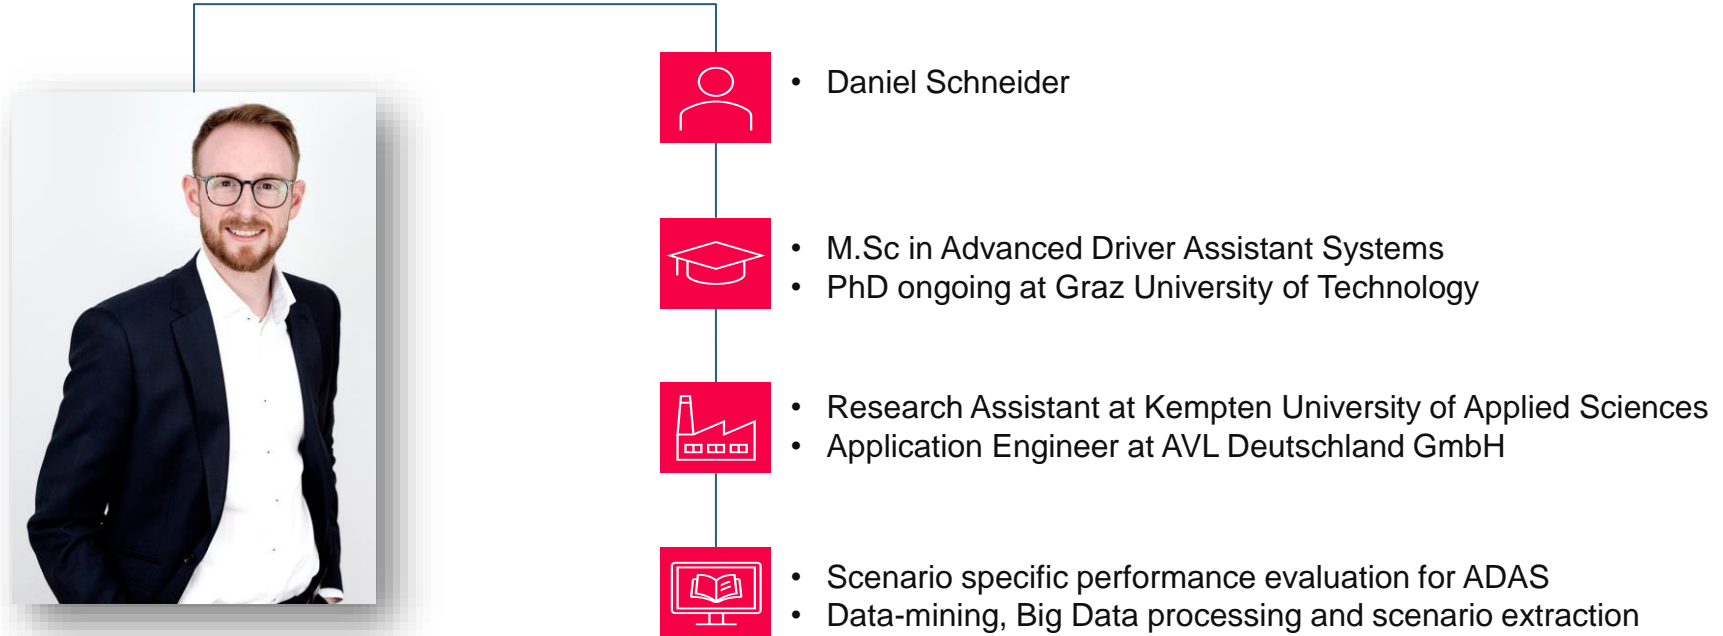 • Daniel Schneider
• M.Sc in Advanced Driver Assistant Systems
• PhD ongoing at Graz University of Technology
• Research Assistant at Kempten University of Applied Sciences
• Application Engineer at AVL Deutschland GmbH
• Scenario specific performance evaluation for ADAS
• Data-mining, Big Data processing and scenario extraction